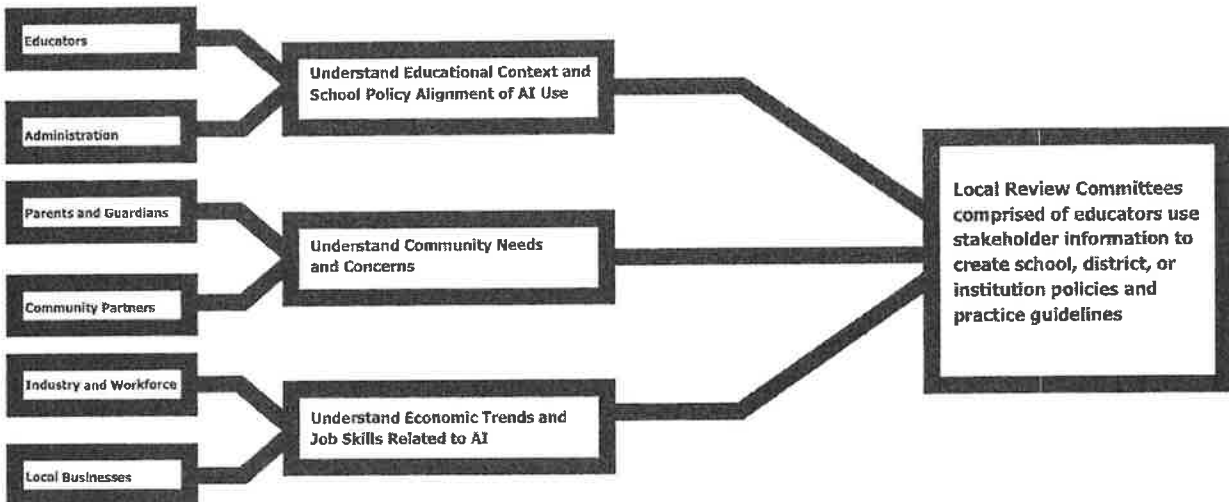 Educators
Administration
Understand Educational Context and
School Policy Alignment of AI Use
Parents and Guardians
Community Partners
Understand Community Needs
and Concerns
Industry and Workforce
Local Businesses
Understand Economic Trends and
Job Skills Related to AI
Local Review Committees
comprised of educators use
stakeholder information to
create school, district, or
institution policies and
practice guidelines